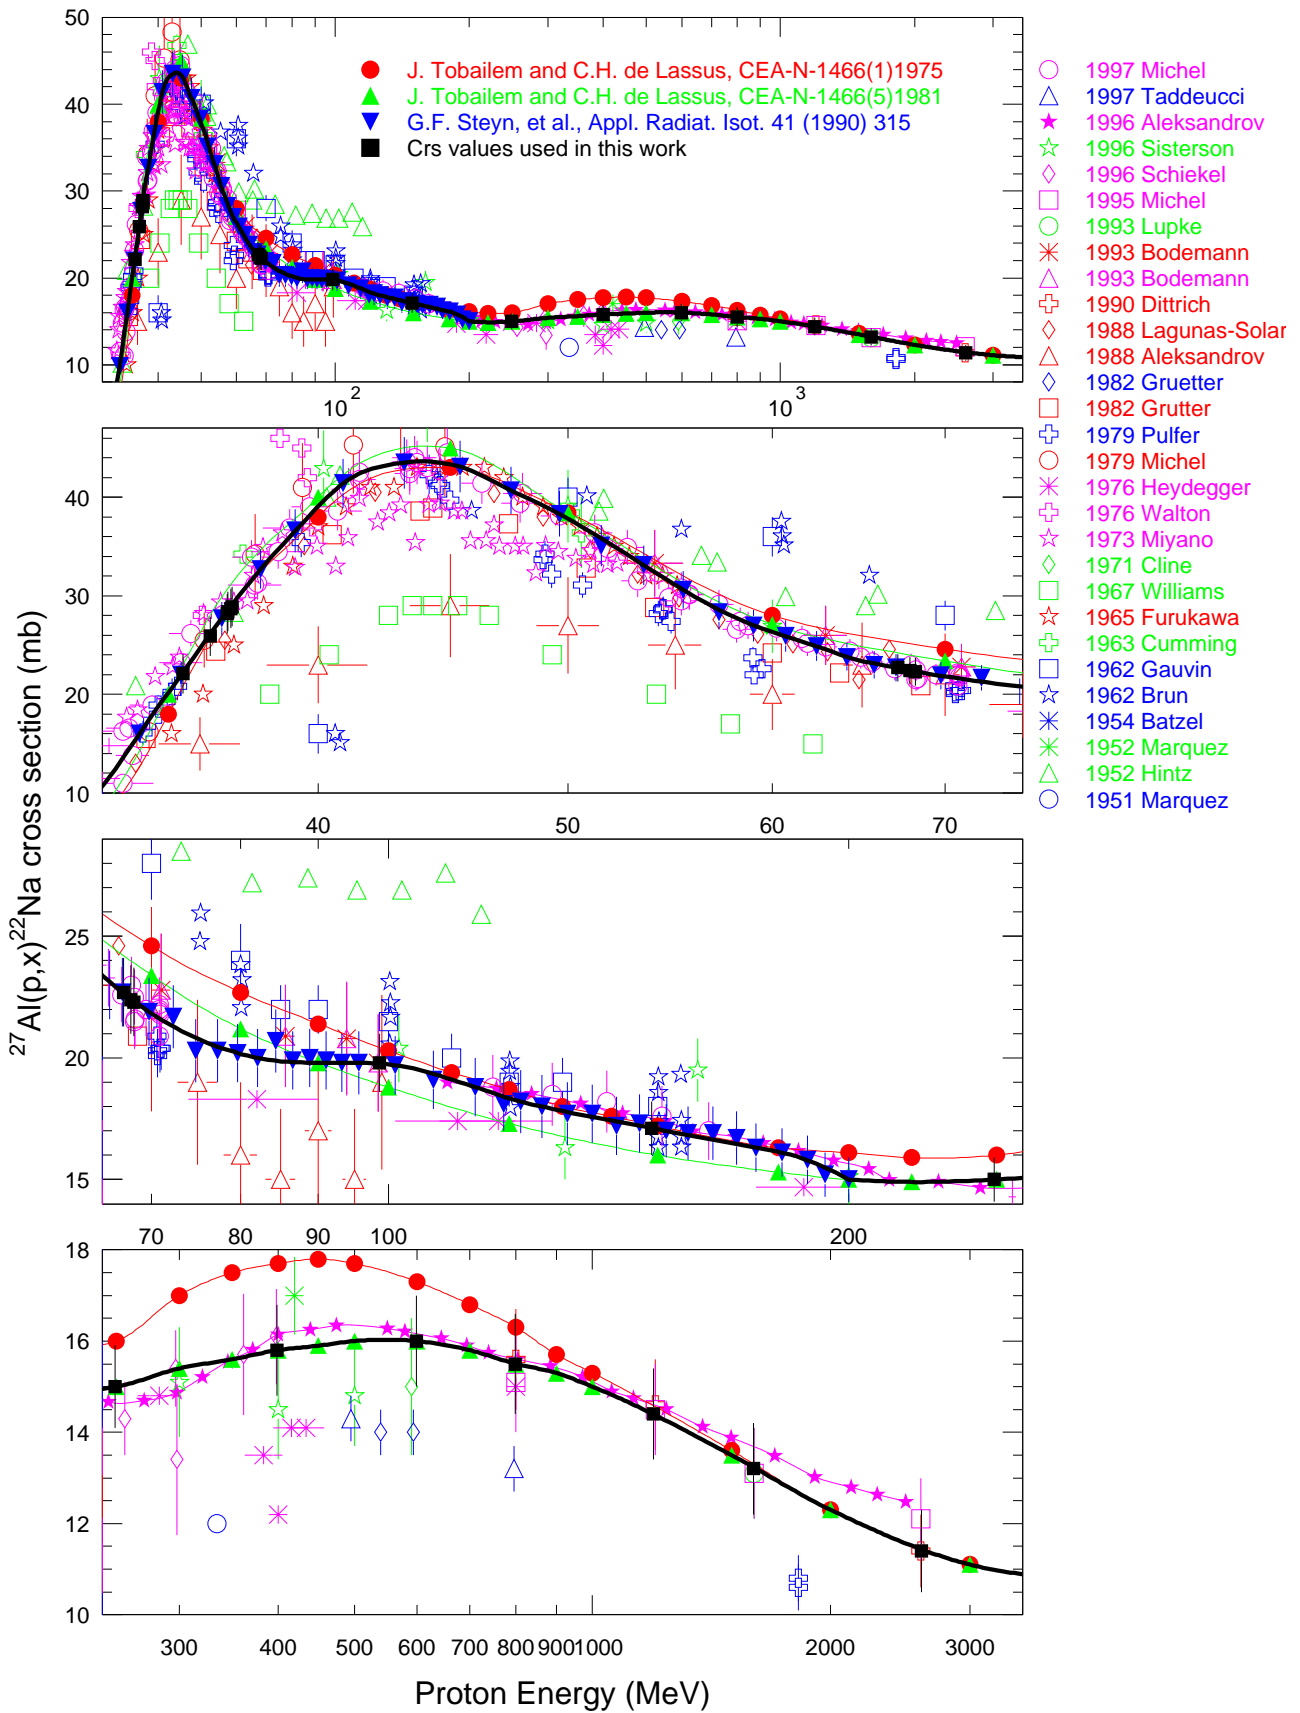 50
40
30
20
10
10²
10³
J. Tobailem and C.H. de Lassus, CEA-N-1466(1)1975
J. Tobailem and C.H. de Lassus, CEA-N-1466(5)1981
G.F. Steyn, et al., Appl. Radiat. Isot. 41 (1990) 315
Crs values used in this work
1997 Michel
1997 Taddeucci
1996 Aleksandrov
1996 Sisterson
1996 Schiekel
1995 Michel
1993 Lupke
1993 Bodemann
1993 Bodemann
1990 Dittrich
1988 Lagunas-Solar
1988 Aleksandrov
1982 Gruetter
1982 Grutter
1979 Pulfer
1979 Michel
1976 Heydegger
1976 Walton
1973 Miyano
1971 Cline
1967 Williams
1965 Furukawa
1963 Cumming
1962 Gauvin
1962 Brun
1954 Batzel
1952 Marquez
1952 Hintz
1951 Marquez
40
30
20
10
40 50 60 70
²⁷Al(p,x)²²Na cross section (mb)
25
20
15
70 80 90 100 200
18
16
14
12
10
300 400 500 600 700 800 900 1000 2000 3000
Proton Energy (MeV)